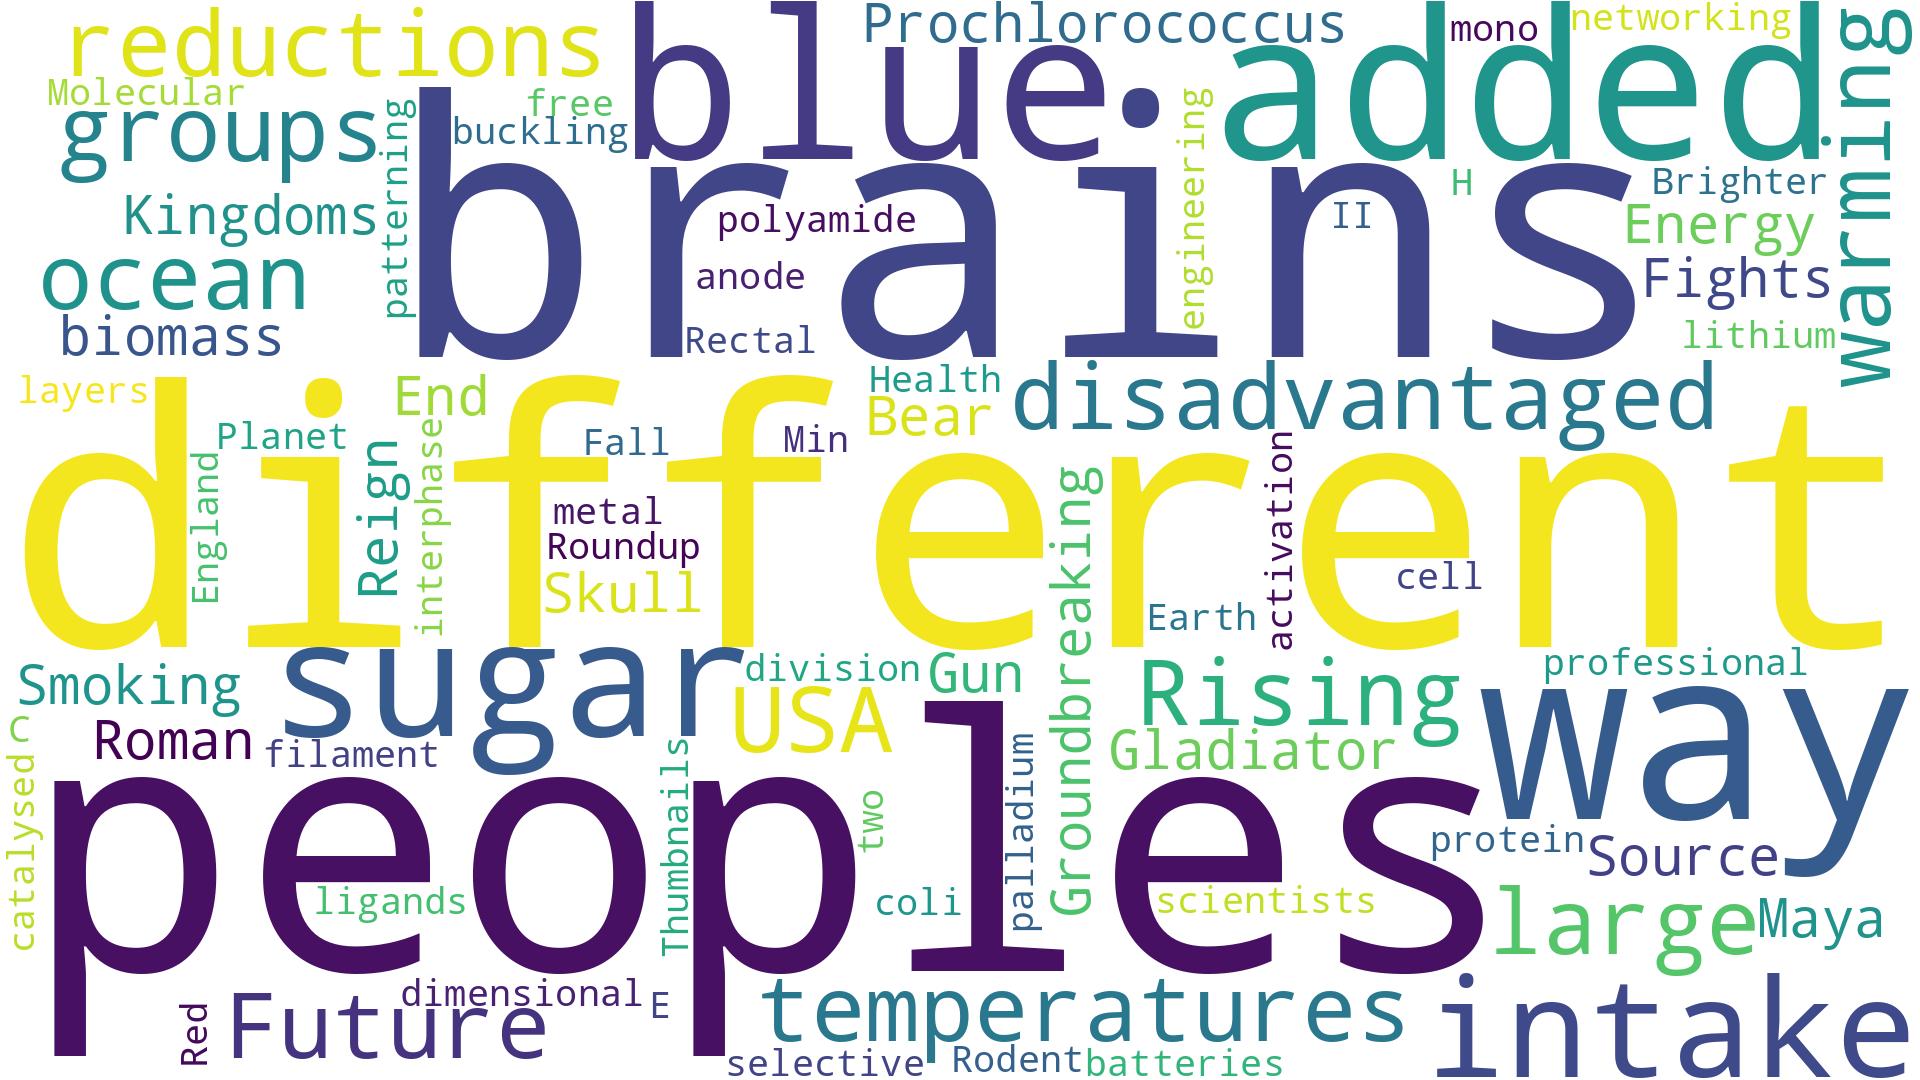 reductions
blue
Prochlorococcus
mono
networking
added
warming
Molecular
free
groups
patterning
buckling
engineering
brains
H
Brighter
Kingdoms
polyamide
II
Energy
ocean
anode
Fights
biomass
Rectal
lithium
layers
End
Health
disadvantaged
Bear
different
Planet
Fall
Min
England
Reign
interphase
activation
metal
Roundup
Groundbreaking
Skull
cell
Earth
sugar
Smoking
division
Gun
professional
USA
Rising
way
C
Roman
filament
Gladiator
catalysed
Thumbnails
peoples
two
palladium
protein
Source
ligands
coli
scientists
large
Maya
dimensional
E
temperatures
intake
Red
Future
selective
Rodent
batteries